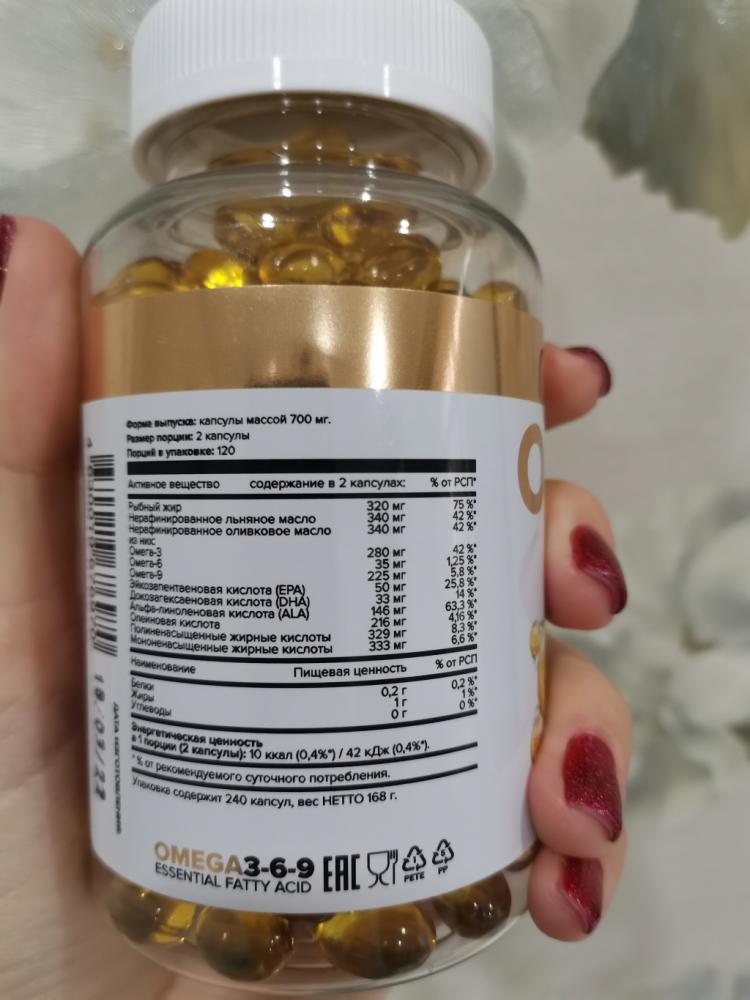 Форма выпуска: капсулы массой 700 мг.
Размер порции: 2 капсулы
Порций в упаковке: 120
Активное вещество содержание в 2 капсулах: % от РСП*
Рыбный жир 320 мг 75 %*
Нерафинированное льняное масло 340 мг 42 %*
Нерафинированное оливковое масло 340 мг 42 %*
из них:
Омега-3 280 мг 42 %*
Омега-6 35 мг 1,25 %*
Омега-9 225 мг 5,8 %*
Эйкозапентаеновая кислота (EPA) 50 мг 25,8 %*
Докозагексаеновая кислота (DHA) 33 мг 14 %*
Альфа-линоленовая кислота (ALA) 146 мг 63,3 %*
Олеиновая кислота 216 мг 4,16 %*
Полиненасыщенные жирные кислоты 329 мг 8,3 %*
Мононенасыщенные жирные кислоты 333 мг 6,6 %*
Наименование Пищевая ценность % от РСП
Белки 0,2 г 0,2 %*
Жиры 1 г 1 %*
Углеводы 0 г 0 %*
Энергетическая ценность
в 1 порции (2 капсулы): 10 ккал (0,4%*) / 42 кДж (0,4%*).
* % от рекомендуемого суточного потребления.
Упаковка содержит 240 капсул, вес НЕТТО 168 г.
OMEGA3-6-9
ESSENTIAL FATTY ACID
EAC
1
PETE
5
PP
ДАТА ИЗГОТОВЛЕНИЯ:
O